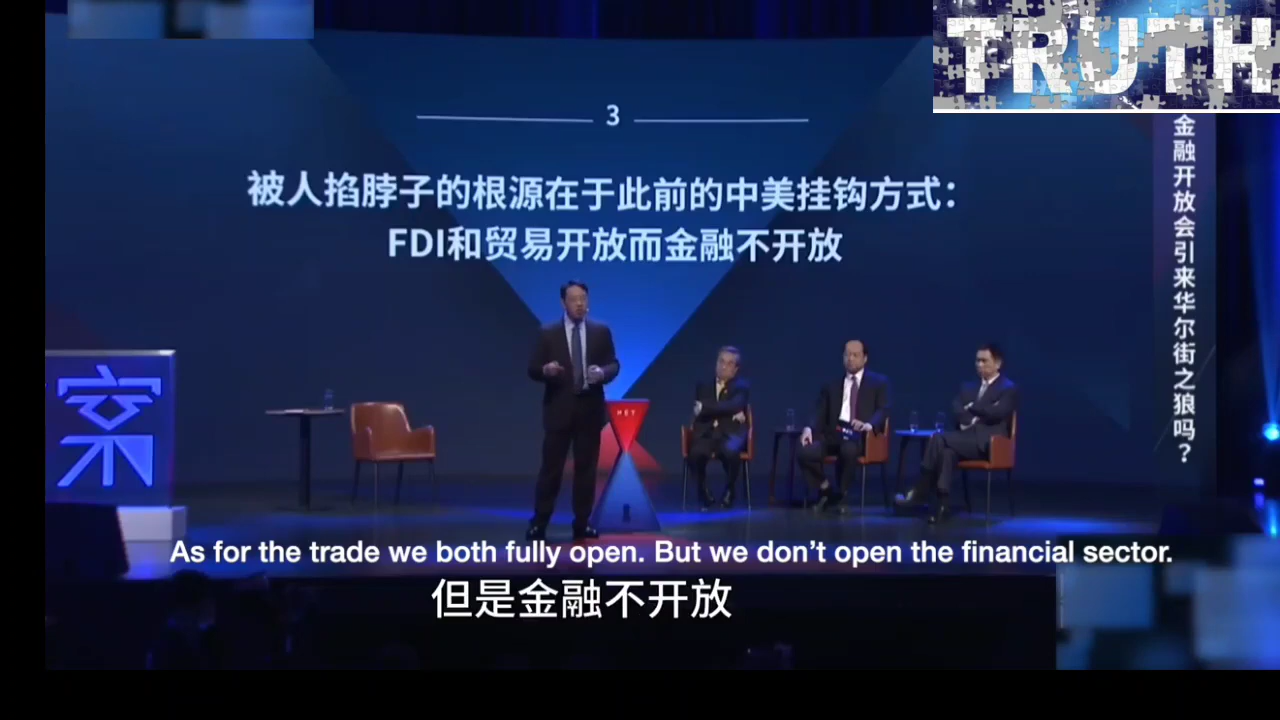 TRUTH
3
被人掐脖子的根源在于此前的中美挂钩方式：
FDI和贸易开放而金融不开放
金融开放会引来华尔街之狼吗？
案
As for the trade we both fully open. But we don't open the financial sector.
但是金融不开放